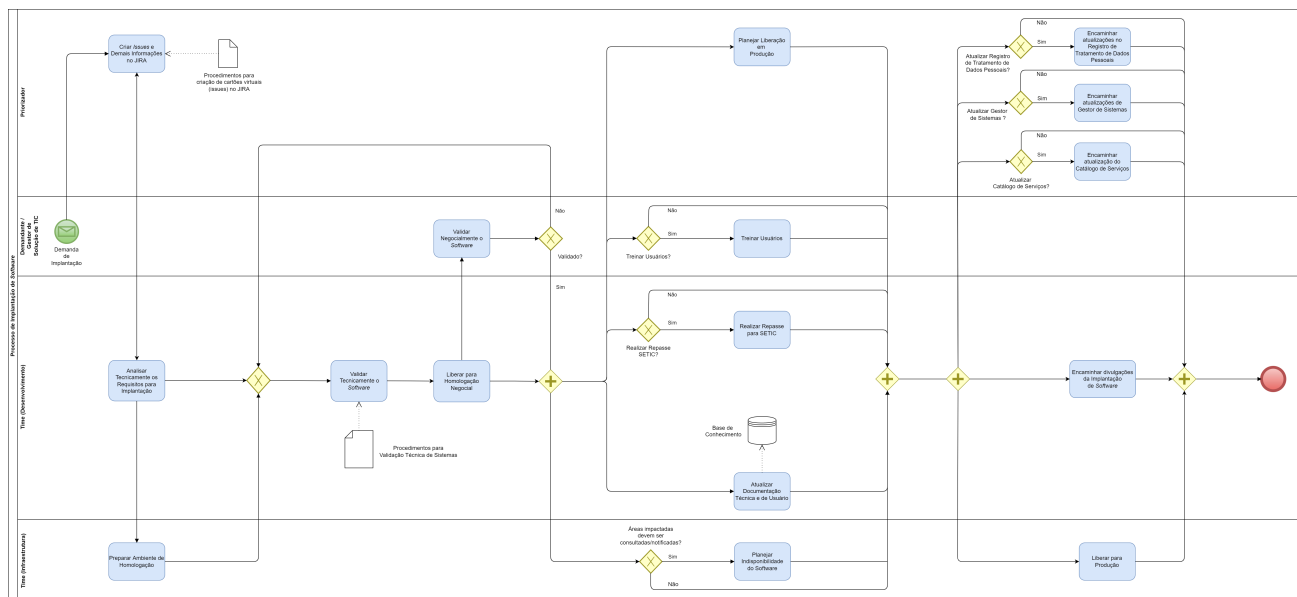 Processo de Implantação de Software
Priorizador
Criar Issues e
Demais Informações
no JIRA
Procedimentos para
criação de cartões virtuais
(issues) no JIRA
Planejar Liberação
em
Produção
Não
Atualizar Registro
de Tratamento de
Dados Pessoais?
Sim
Encaminhar
atualizações no
Registro de
Tratamento de Dados
Pessoais
Não
Atualizar Gestor
de Sistemas ?
Sim
Encaminhar
atualizações de
Gestor de Sistemas
Não
Atualizar
Catálogo de Serviços?
Sim
Encaminhar
atualização do
Catálogo de Serviços
Demandante /
Gestor de
Solução de TIC
Demanda
de
Implantação
Validar
Negocialmente o
Software
Não
Validado?
Sim
Não
Treinar Usuários?
Sim
Treinar Usuários
Time (Desenvolvimento)
Analisar
Tecnicamente os
Requisitos para
Implantação
Validar
Tecnicamente o
Software
Procedimentos para
Validação Técnica de Sistemas
Liberar para
Homologação
Negocial
Não
Realizar Repasse
SETIC?
Sim
Realizar Repasse
para SETIC
Base de
Conhecimento
Atualizar
Documentação
Técnica e de Usuário
Encaminhar divulgações
da Implantação
de Software
Time (Infraestrutura)
Preparar Ambiente de
Homologação
Áreas impactadas
devem ser
consultadas/notificadas?
Sim
Não
Planejar
Indisponibilidade
do Software
Liberar para
Produção